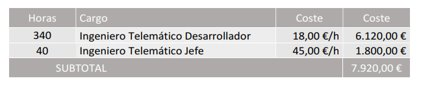 Horas Cargo Coste Coste
340 Ingeniero Telemático Desarrollador 18,00 €/h 6.120,00 €
40 Ingeniero Telemático Jefe 45,00 €/h 1.800,00 €
SUBTOTAL 7.920,00 €